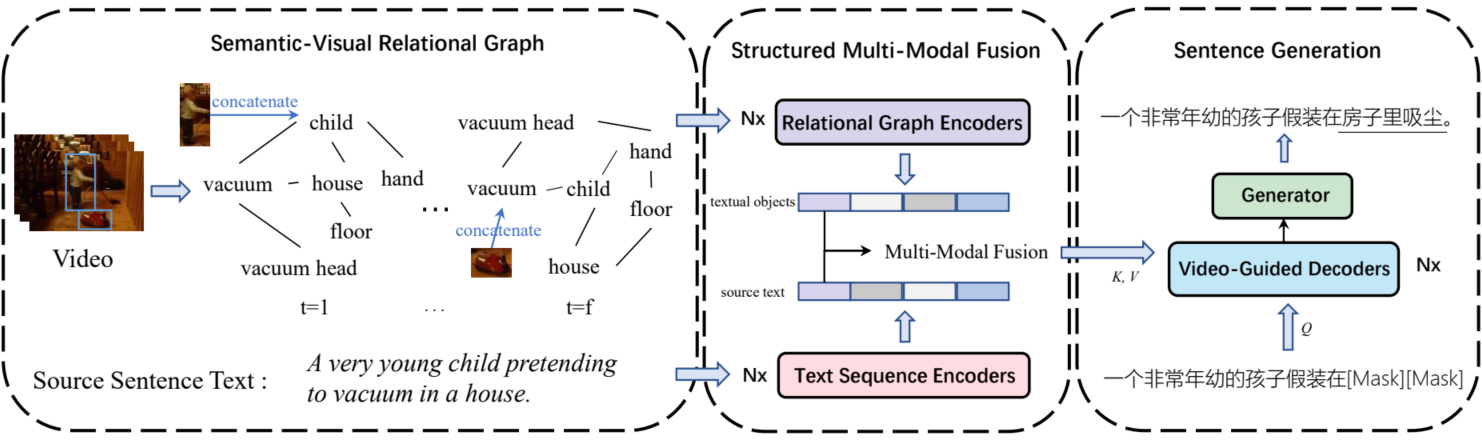 Semantic-Visual Relational Graph
concatenate
child
vacuum
house
hand
floor
vacuum head
...
vacuum head
hand
vacuum
child
floor
concatenate
house
Video
t=1
...
t=f
Source Sentence Text :
A very young child pretending
to vacuum in a house.
Structured Multi-Modal Fusion
Nx
Relational Graph Encoders
textual objects
Multi-Modal Fusion
source text
Nx
Text Sequence Encoders
Sentence Generation
一个非常年幼的孩子假装在房子里吸尘。
Generator
Video-Guided Decoders
Nx
K, V
Q
一个非常年幼的孩子假装在[Mask][Mask]